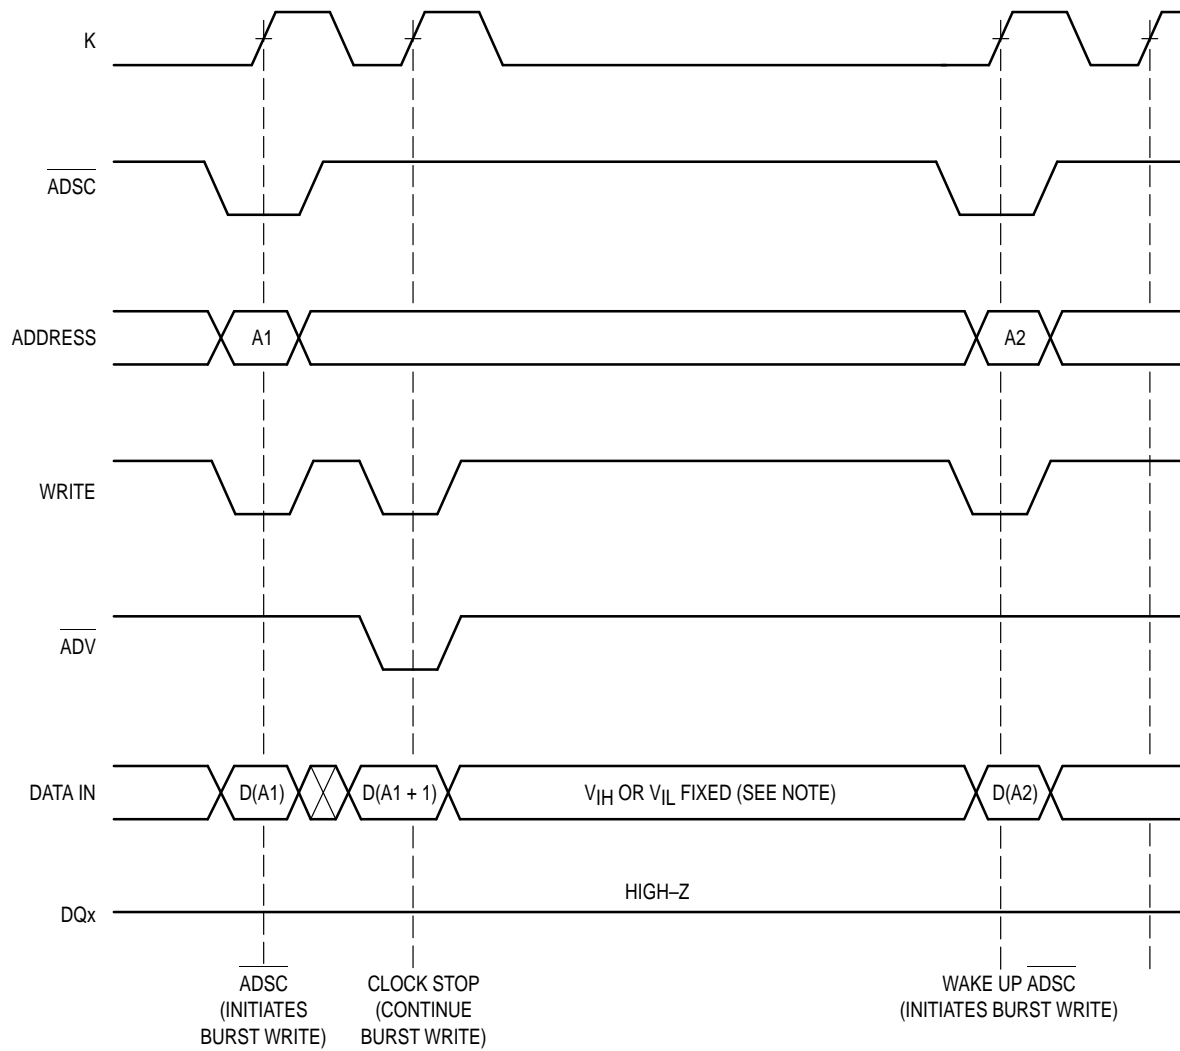 K
ADSC
ADDRESS
A1
A2
WRITE
ADV
DATA IN
D(A1)
D(A1 + 1)
VIH OR VIL FIXED (SEE NOTE)
D(A2)
HIGH–Z
DQx
ADSC
(INITIATES
BURST WRITE)
CLOCK STOP
(CONTINUE
BURST WRITE)
WAKE UP ADSC
(INITIATES BURST WRITE)